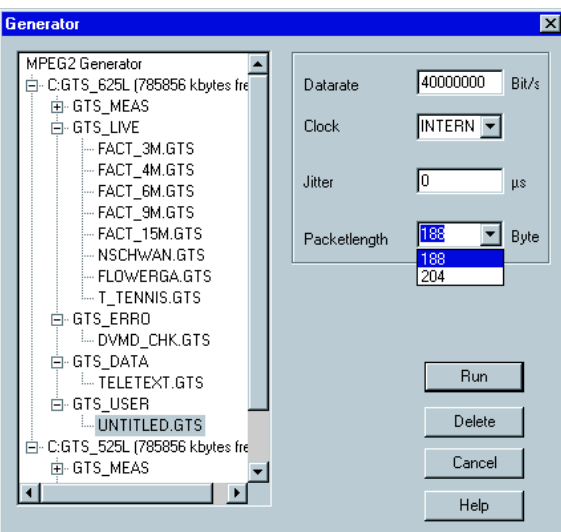 Generator
MPEG2 Generator
C:GTS_625L (785856 kbytes fre
GTS_MEAS
GTS_LIVE
FACT_3M.GTS
FACT_4M.GTS
FACT_6M.GTS
FACT_9M.GTS
FACT_15M.GTS
NSCHWAN.GTS
FLOWERGA.GTS
T_TENNIS.GTS
GTS_ERRO
DVMD_CHK.GTS
GTS_DATA
TELETEXT.GTS
GTS_USER
UNTITLED.GTS
C:GTS_525L (785856 kbytes fre
GTS_MEAS
Datarate 40000000 Bit/s
Clock INTERN
Jitter 0 µs
Packetlength 188 Byte
188
204
Run
Delete
Cancel
Help